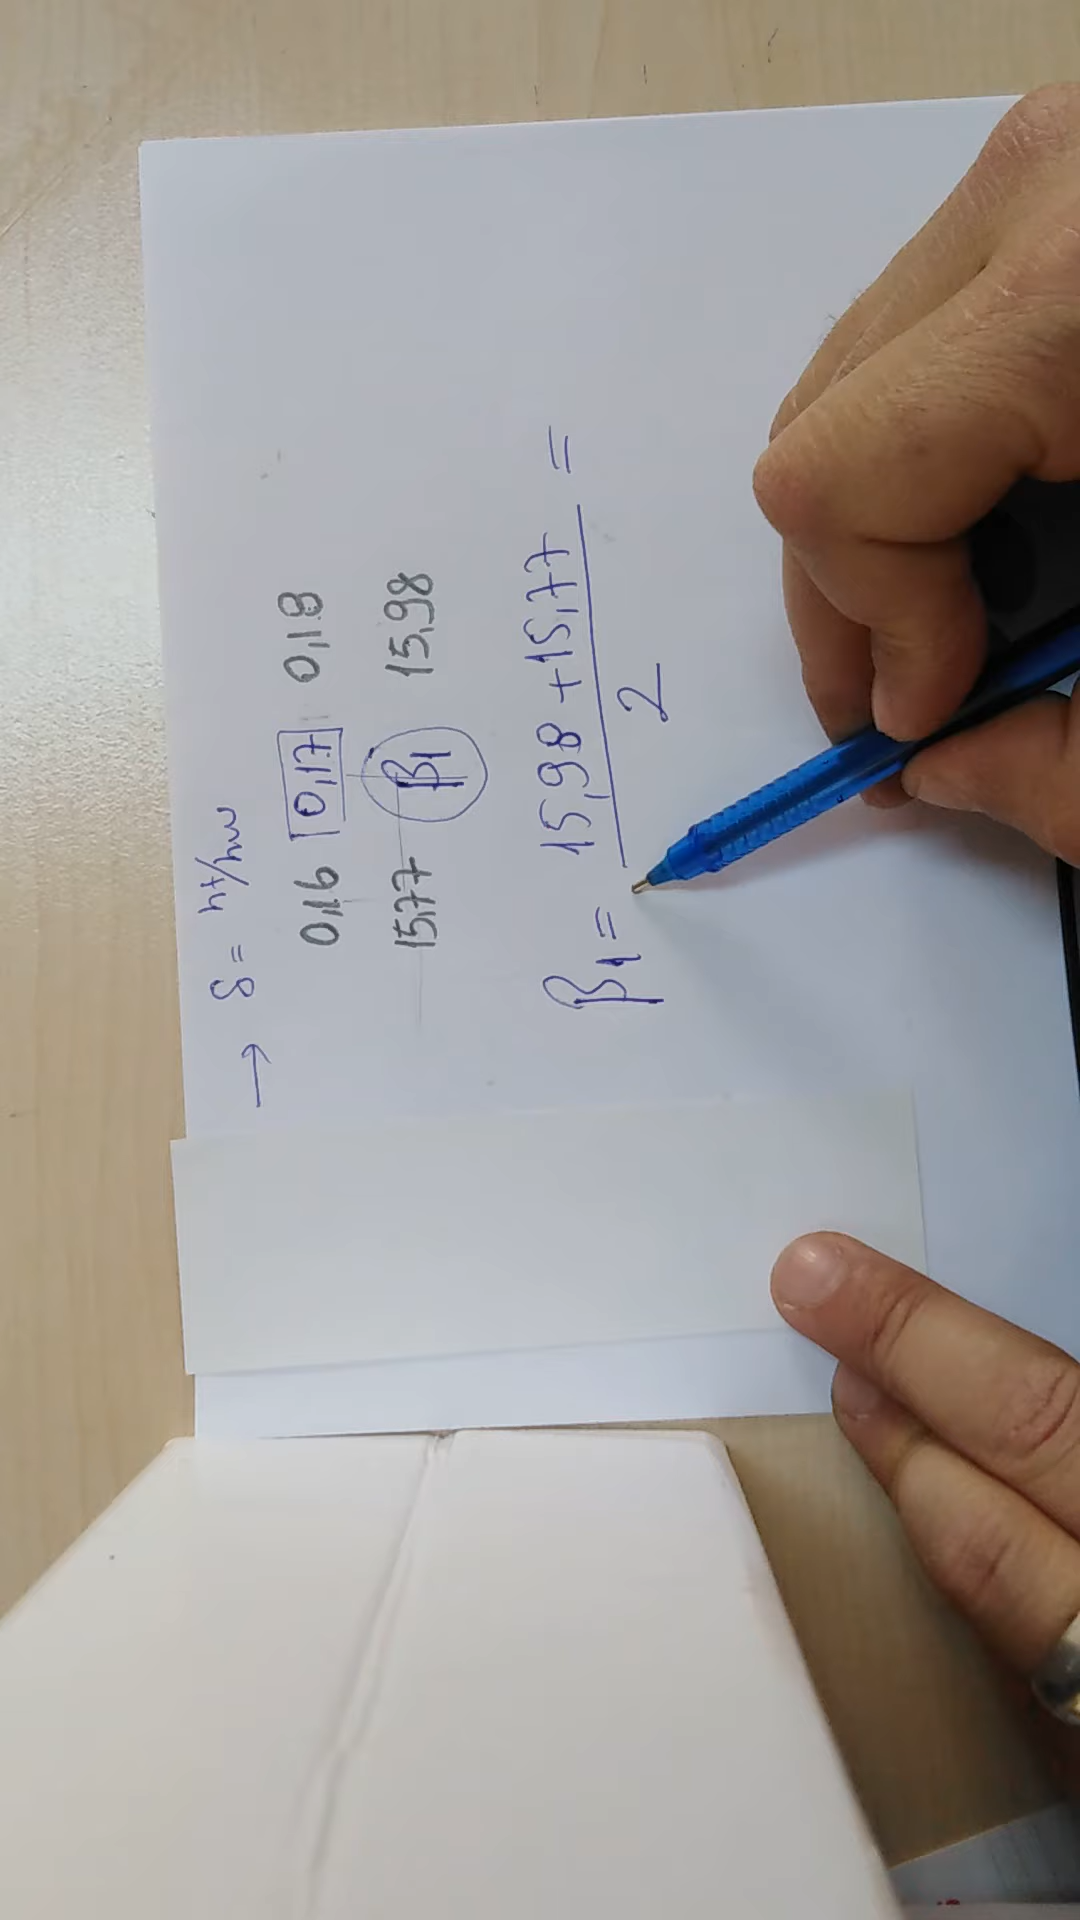 → δ = ht/hw
0,16 0,17 0,18
15,77 β1 15,98
β1 = 15,98 + 15,77 =
2